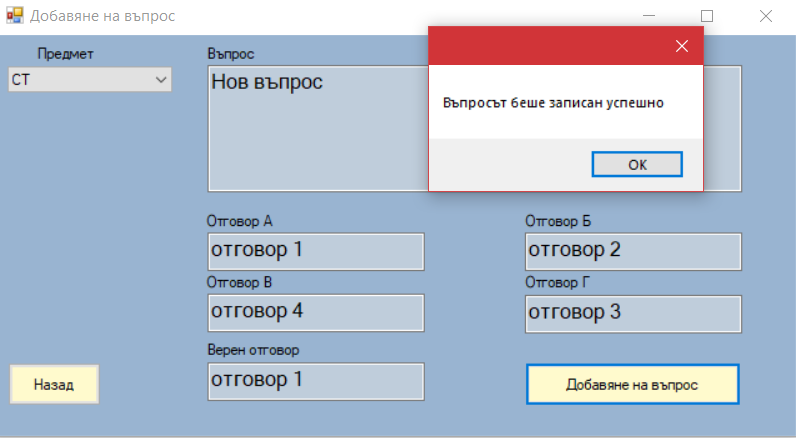 Добавяне на въпрос
Предмет
СТ
Въпрос
Нов въпрос
Въпросът беше записан успешно
OK
Отговор А
отговор 1
Отговор Б
отговор 2
Отговор В
отговор 4
Отговор Г
отговор 3
Верен отговор
отговор 1
Назад
Добавяне на въпрос